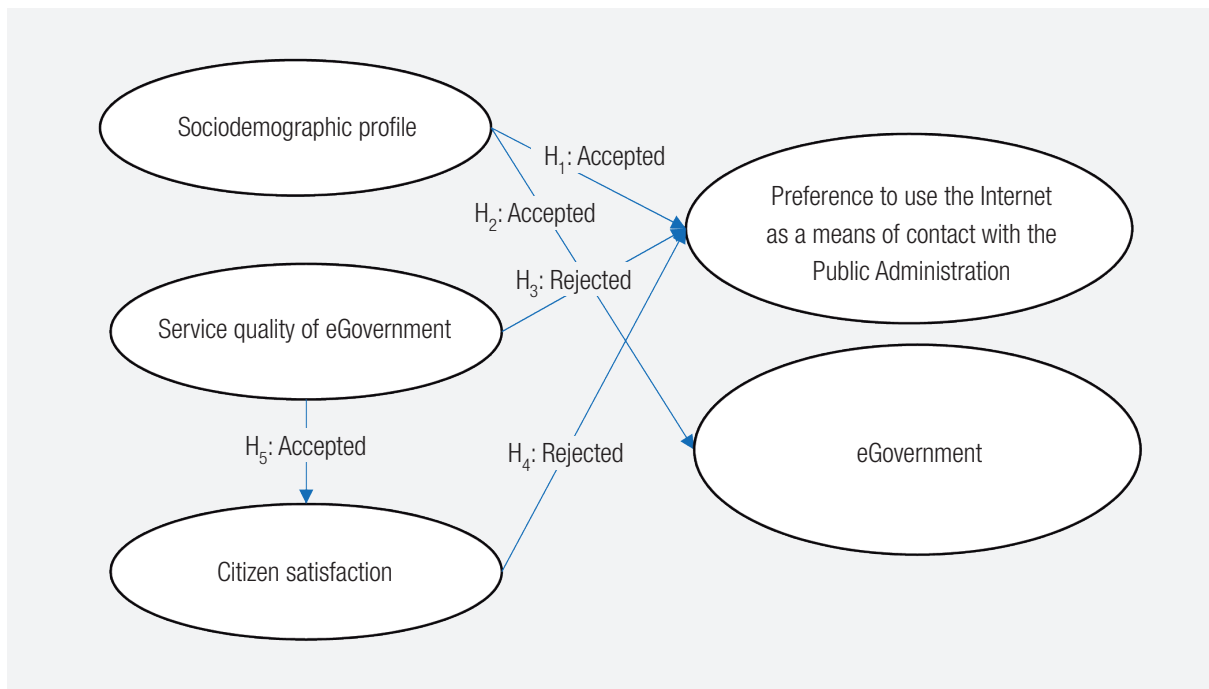 Sociodemographic profile
H₁: Accepted
H₂: Accepted
Preference to use the Internet
as a means of contact with the
Public Administration
H₃: Rejected
Service quality of eGovernment
H₅: Accepted
H₄: Rejected
eGovernment
Citizen satisfaction